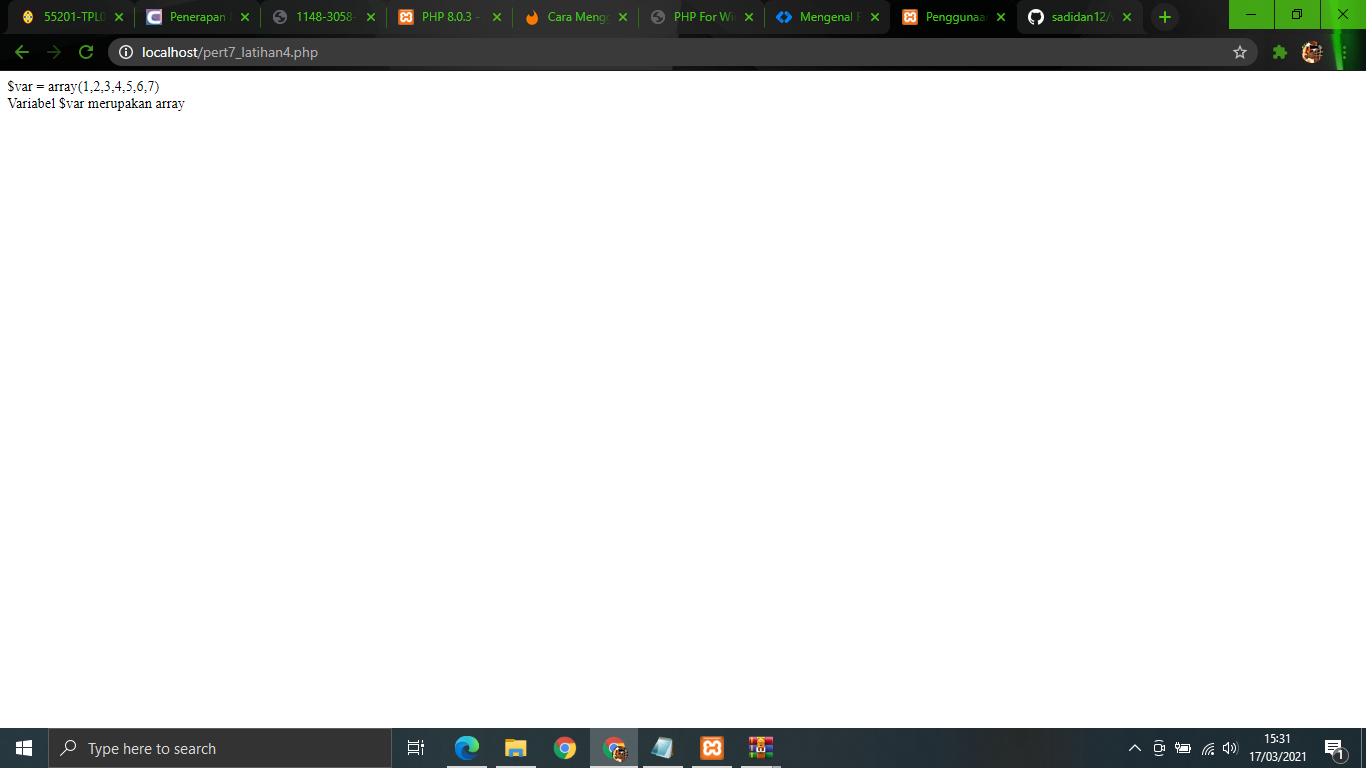 55201-TPL0
Penerapan
1148-3058-
PHP 8.0.3 -
Cara Mengg
PHP For Wi
Mengenal
Penggunaan
sadidan12/
localhost/pert7_latihan4.php
$var = array(1,2,3,4,5,6,7)
Variabel $var merupakan array
Type here to search
15:31
17/03/2021
1